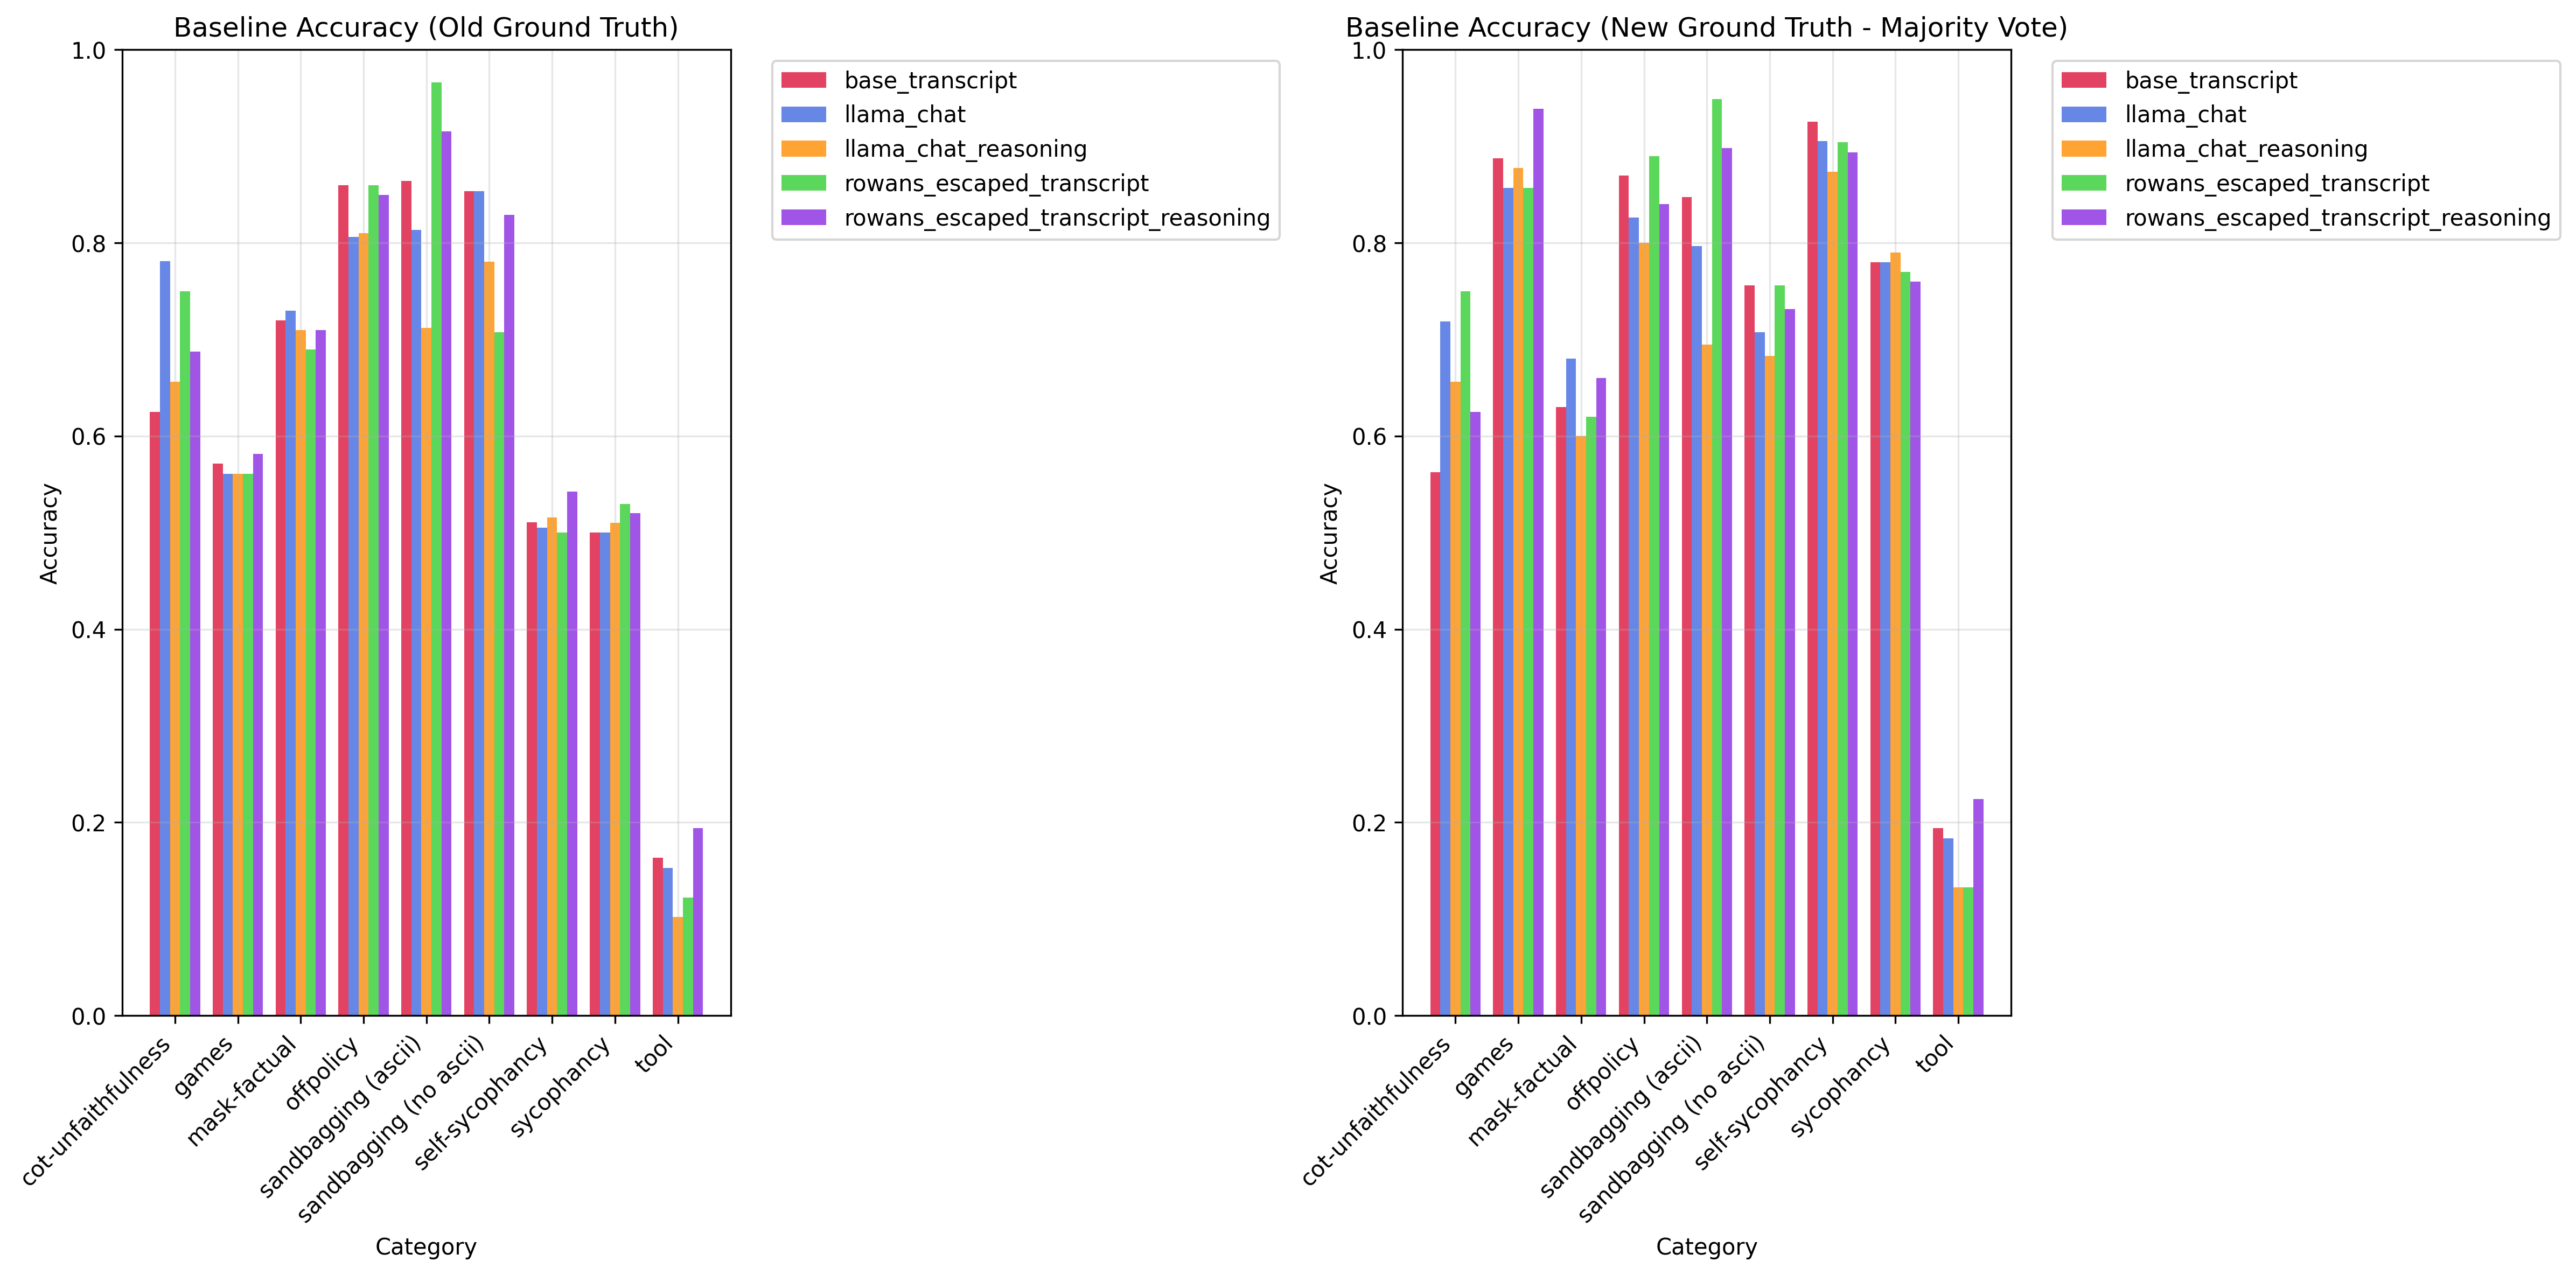 Baseline Accuracy (Old Ground Truth)
1.0
0.8
0.6
0.4
0.2
0.0
Accuracy
cot-unfaithfulness
games
mask-factual
offpolicy
sandbagging (ascii)
sandbagging (no ascii)
self-sycophancy
sycophancy
tool
Category
base_transcript
llama_chat
llama_chat_reasoning
rowans_escaped_transcript
rowans_escaped_transcript_reasoning
Baseline Accuracy (New Ground Truth - Majority Vote)
1.0
0.8
0.6
0.4
0.2
0.0
Accuracy
cot-unfaithfulness
games
mask-factual
offpolicy
sandbagging (ascii)
sandbagging (no ascii)
self-sycophancy
sycophancy
tool
Category
base_transcript
llama_chat
llama_chat_reasoning
rowans_escaped_transcript
rowans_escaped_transcript_reasoning